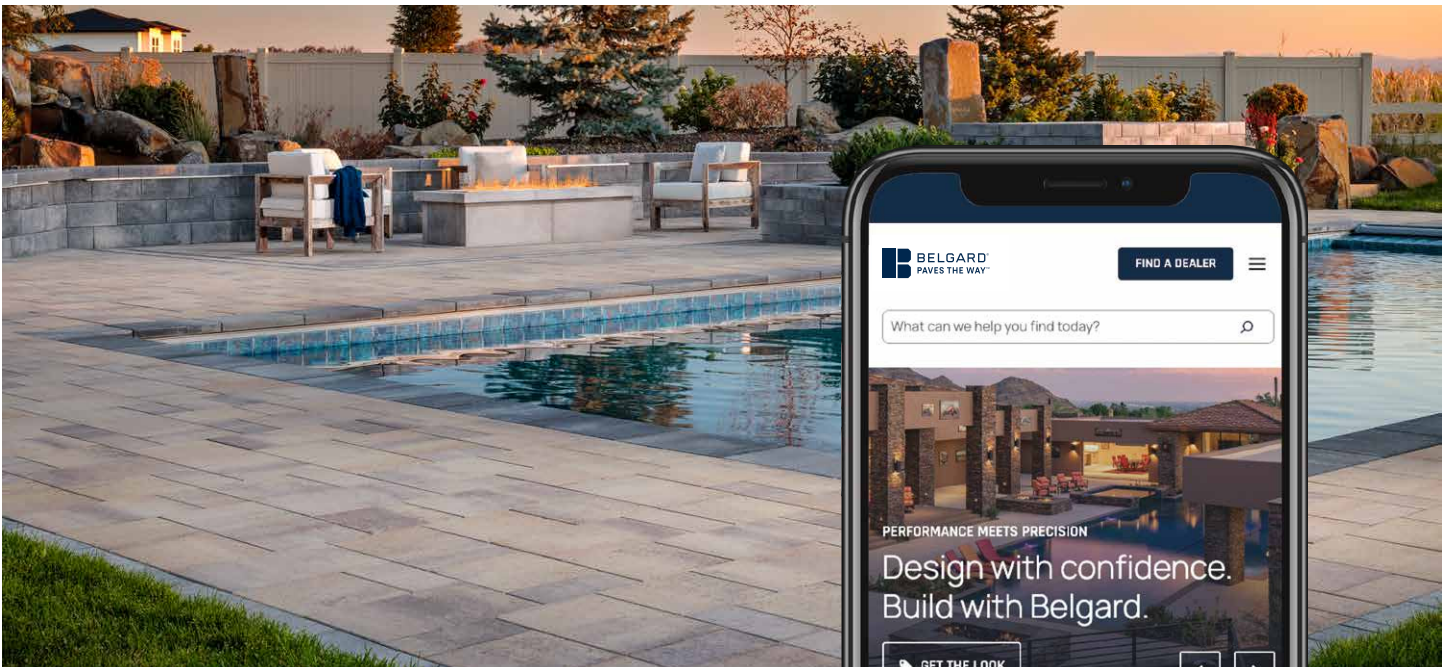 BELGARD®
PAVES THE WAY™
FIND A DEALER
What can we help you find today?
PERFORMANCE MEETS PRECISION
Design with confidence.
Build with Belgard.
GET THE LOOK